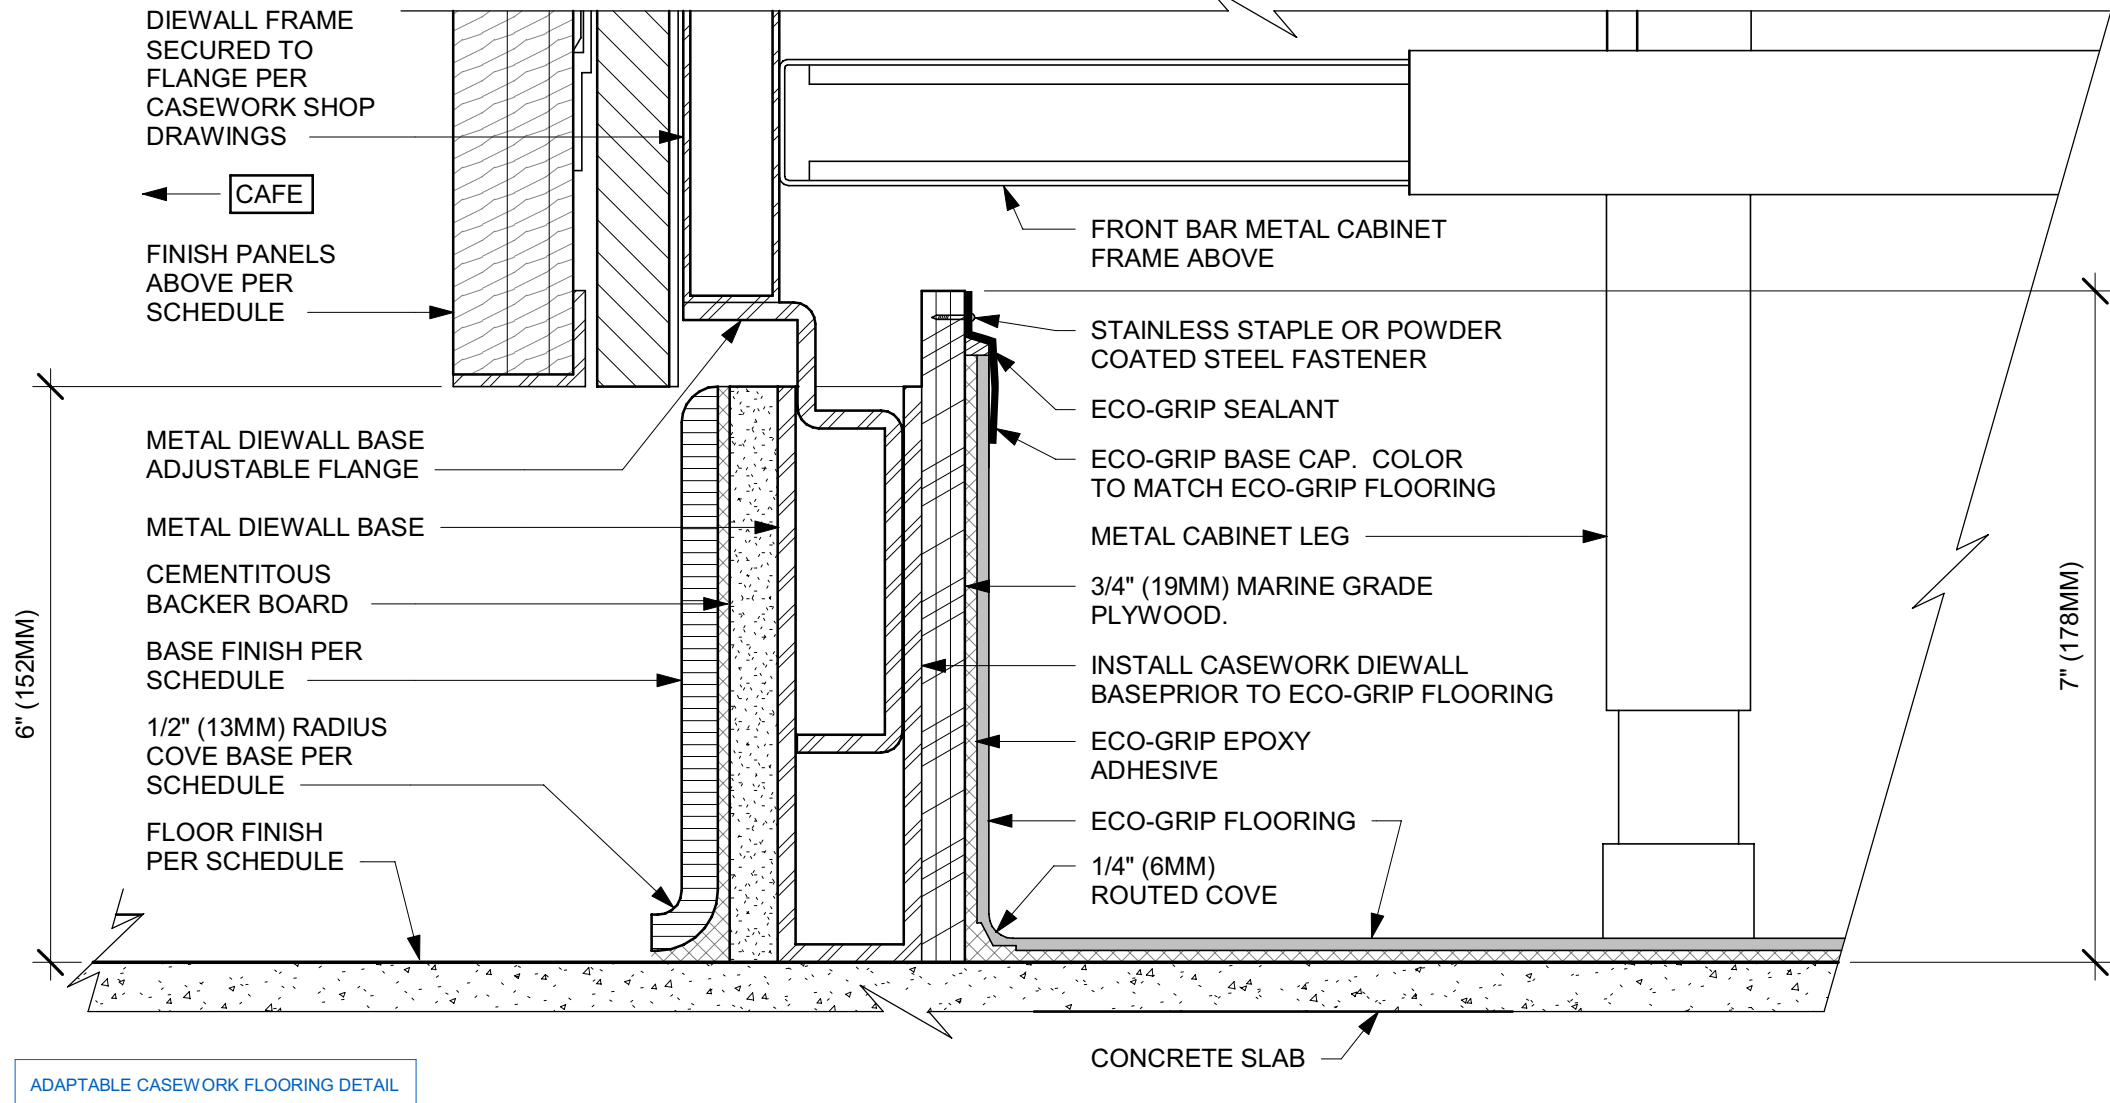 DIEWALL FRAME
SECURED TO
FLANGE PER
CASEWORK SHOP
DRAWINGS
CAFE
FINISH PANELS
ABOVE PER
SCHEDULE
METAL DIEWALL BASE
ADJUSTABLE FLANGE
METAL DIEWALL BASE
CEMENTITOUS
BACKER BOARD
BASE FINISH PER
SCHEDULE
1/2" (13MM) RADIUS
COVE BASE PER
SCHEDULE
FLOOR FINISH
PER SCHEDULE
6" (152MM)
FRONT BAR METAL CABINET
FRAME ABOVE
STAINLESS STAPLE OR POWDER
COATED STEEL FASTENER
ECO-GRIP SEALANT
ECO-GRIP BASE CAP.  COLOR
TO MATCH ECO-GRIP FLOORING
METAL CABINET LEG
3/4" (19MM) MARINE GRADE
PLYWOOD.
INSTALL CASEWORK DIEWALL
BASEPRIOR TO ECO-GRIP FLOORING
ECO-GRIP EPOXY
ADHESIVE
ECO-GRIP FLOORING
1/4" (6MM)
ROUTED COVE
7" (178MM)
CONCRETE SLAB
ADAPTABLE CASEWORK FLOORING DETAIL